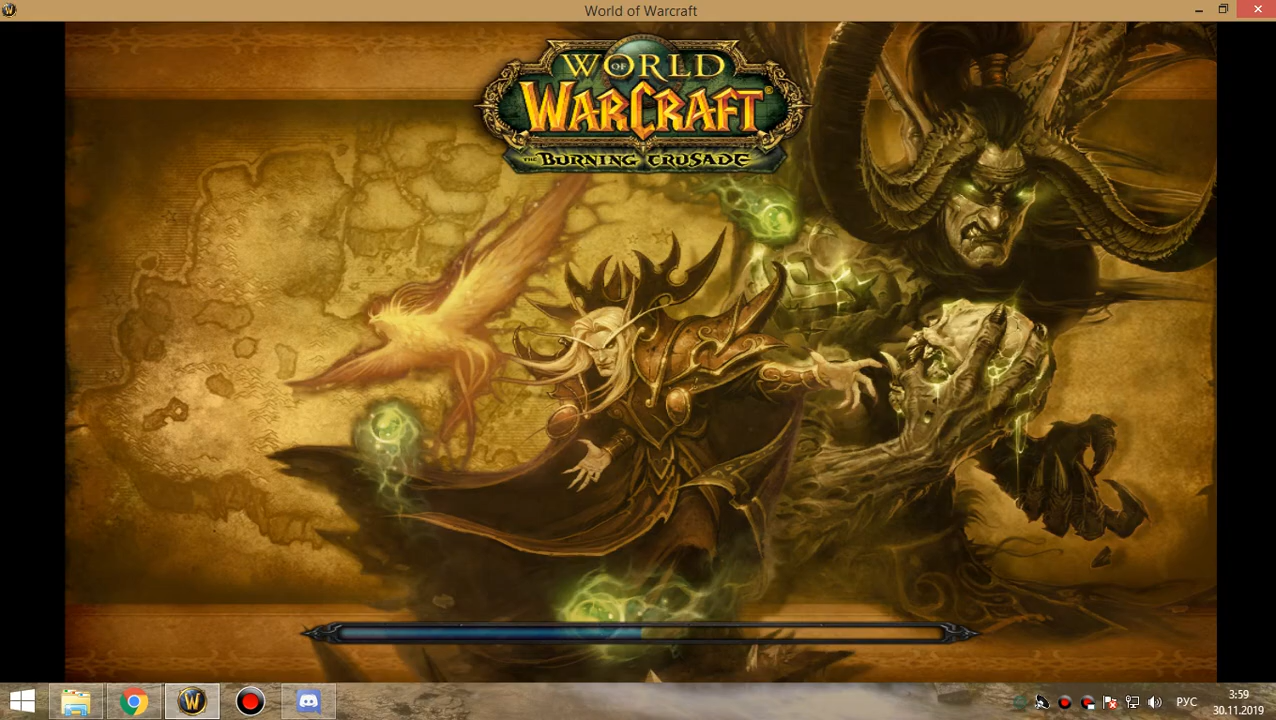 World of Warcraft
WORLD
OF
WARCRAFT®
THE BURNING CRUSADE
РУС
3:59
30.11.2019